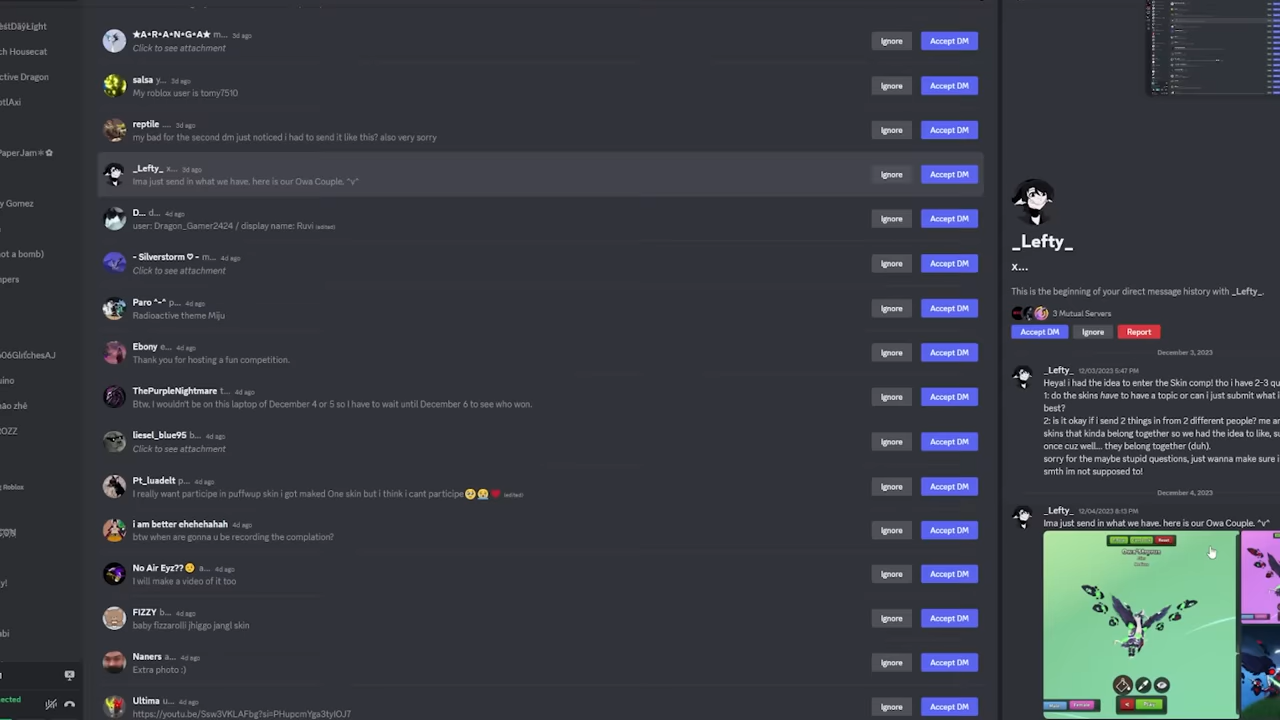 ctive Dragon
ch Housecat
PaperJam
y Gomez
ot a bomb)
★A•R•A•N•G•A★ m... 3d ago
Click to see attachment
Ignore
Accept DM
salsa y... 3d ago
My roblox user is tomy7510
Ignore
Accept DM
reptile ... 3d ago
my bad for the second dm just noticed i had to send it like this? also very sorry
Ignore
Accept DM
_Lefty_ x... 3d ago
Ima just send in what we have. here is our Owa Couple. ^v^
Ignore
Accept DM
D... d... 4d ago
user: Dragon_Gamer2424 / display name: Ruvi (edited)
Ignore
Accept DM
- Silverstorm ♡ - m... 4d ago
Click to see attachment
Ignore
Accept DM
Paro ^-^ p... 4d ago
Radioactive theme Miju
Ignore
Accept DM
Ebony e... 4d ago
Thank you for hosting a fun competition.
Ignore
Accept DM
ThePurpleNightmare t... 4d ago
Btw, I wouldn't be on this laptop of December 4 or 5 so I have to wait until December 6 to see who won.
Ignore
Accept DM
liesel_blue95 b... 4d ago
Click to see attachment
Ignore
Accept DM
Pt_luadelt p... 4d ago
I really want participe in puffwup skin i got maked One skin but i think i cant participe🥺😭❤️ (edited)
Ignore
Accept DM
i am better ehehehahah 4d ago
btw when are gonna u be recording the complation?
Ignore
Accept DM
No Air Eyz?? a... 4d ago
I will make a video of it too
Ignore
Accept DM
FIZZY b... 4d ago
baby fizzarolli jhiggo jangl skin
Ignore
Accept DM
Naners a... 4d ago
Extra photo :)
Ignore
Accept DM
Ultima u... 4d ago
https://youtu.be/Ssw3VKLAFbg?si=PHupcmYga3tyIOJ7
Ignore
Accept DM
_Lefty_
x...
This is the beginning of your direct message history with _Lefty_.
3 Mutual Servers
Accept DM
Ignore
Report
December 3, 2023
_Lefty_ 12/03/2023 5:47 PM
Heya! i had the idea to enter the Skin comp! tho i have 2-3 qu
1: do the skins have to have a topic or can i just submit what i
best?
2: is it okay if i send 2 things in from 2 different people? me an
skins that kinda belong together so we had the idea to like, su
once cuz well... they belong together (duh).
sorry for the maybe stupid questions, just wanna make sure i
smth im not supposed to!
December 4, 2023
_Lefty_ 12/04/2023 8:13 PM
Ima just send in what we have. here is our Owa Couple. ^v^
Play